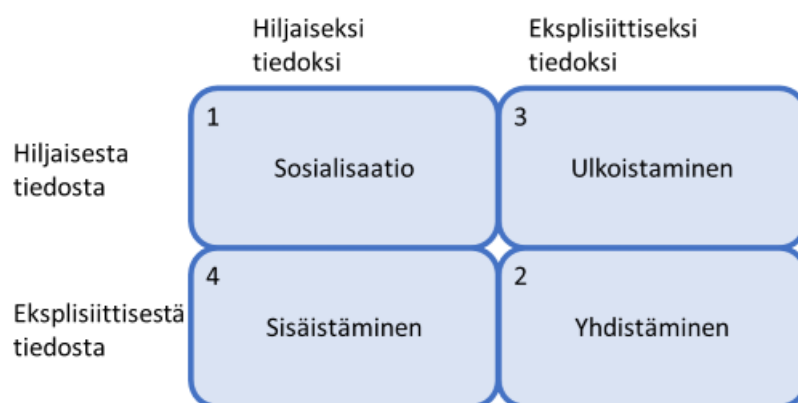 Hiljaiseksi
tiedoksi
Eksplisiittiseksi
tiedoksi
Hiljaisesta
tiedosta
1
Sosialisaatio
3
Ulkoistaminen
Eksplisiittisestä
tiedosta
4
Sisäistäminen
2
Yhdistäminen